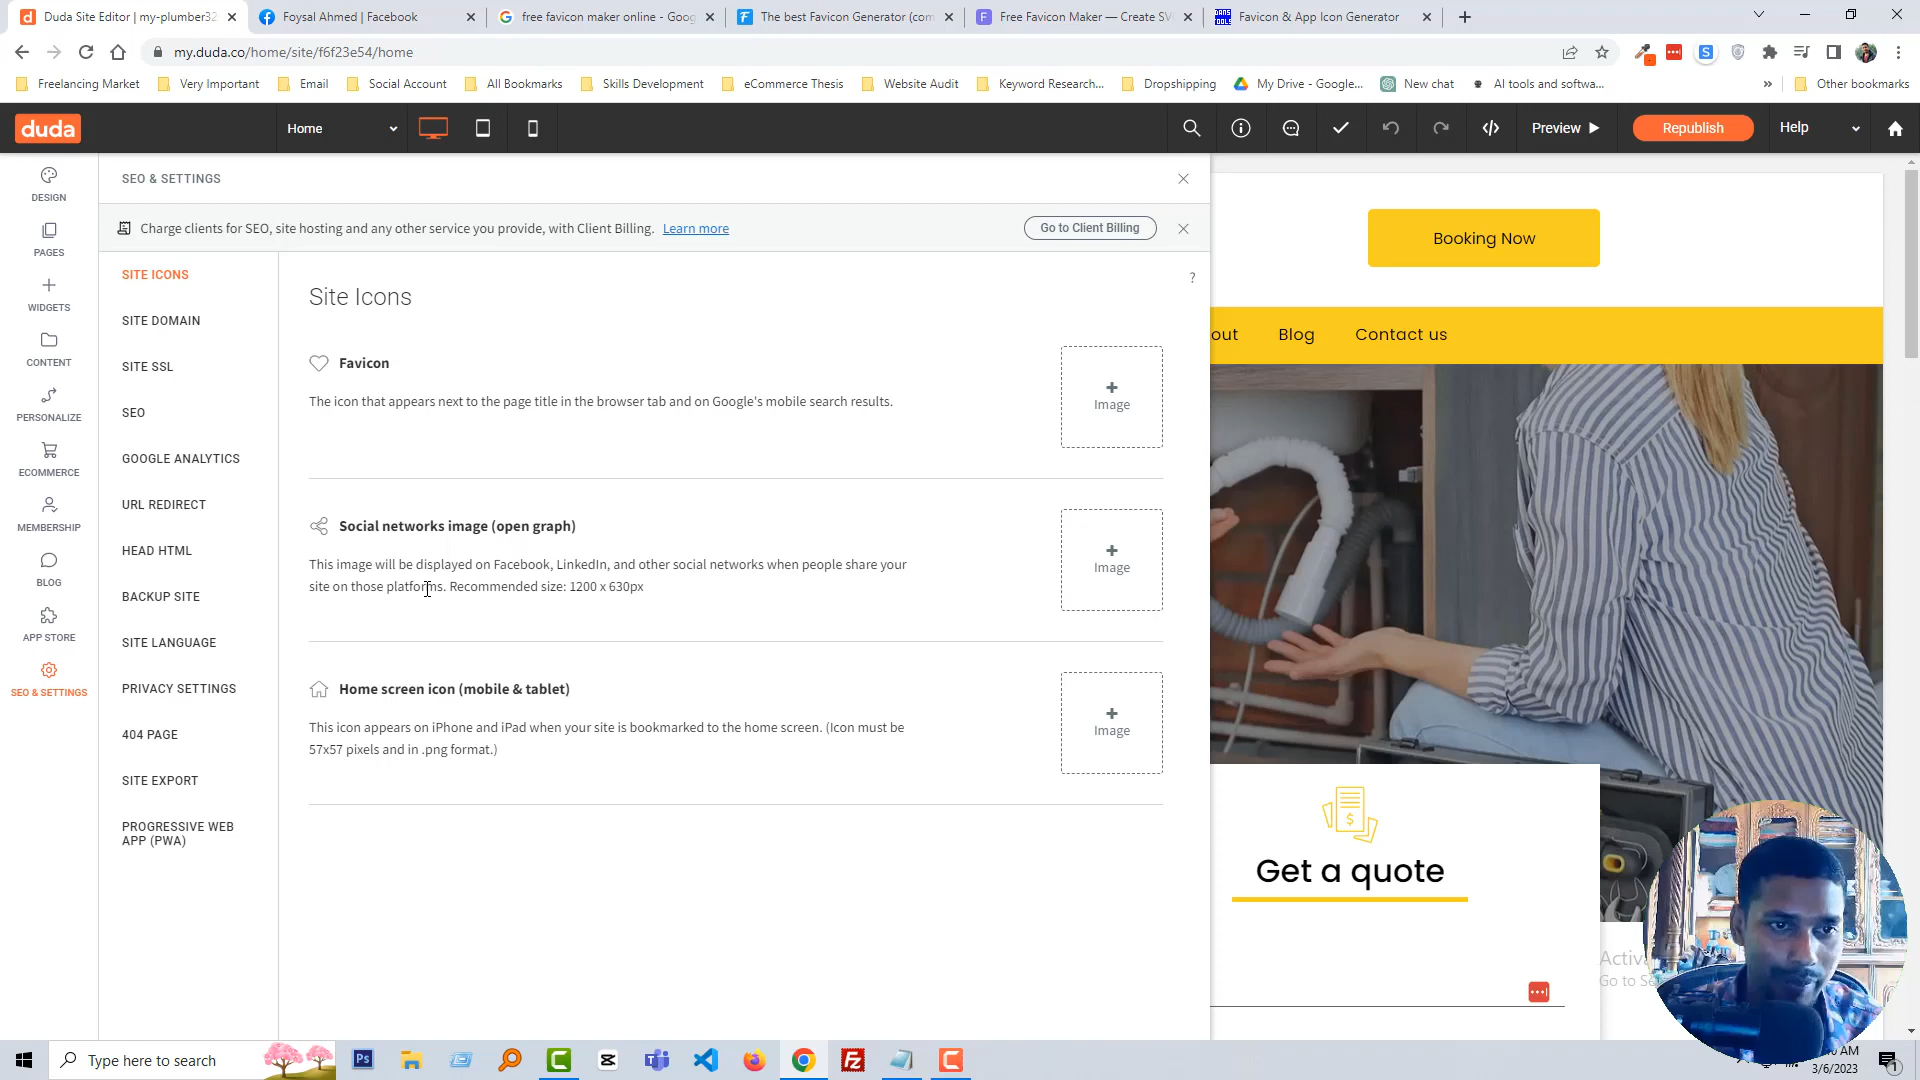 Duda Site Editor | my-plumber32
Foysal Ahmed | Facebook
free favicon maker online - Goog
The best Favicon Generator (com
Free Favicon Maker — Create SV
Favicon & App Icon Generator
my.duda.co/home/site/f6f23e54/home
Freelancing Market
Very Important
Email
Social Account
All Bookmarks
Skills Development
eCommerce Thesis
Website Audit
Keyword Research...
Dropshipping
My Drive - Google...
New chat
AI tools and softwa...
Other bookmarks
duda
Home
Preview
Republish
Help
DESIGN
PAGES
WIDGETS
CONTENT
PERSONALIZE
ECOMMERCE
MEMBERSHIP
BLOG
APP STORE
SEO & SETTINGS
SEO & SETTINGS
Charge clients for SEO, site hosting and any other service you provide, with Client Billing. Learn more
Go to Client Billing
SITE ICONS
SITE DOMAIN
SITE SSL
SEO
GOOGLE ANALYTICS
URL REDIRECT
HEAD HTML
BACKUP SITE
SITE LANGUAGE
PRIVACY SETTINGS
404 PAGE
SITE EXPORT
PROGRESSIVE WEB
APP (PWA)
?
Site Icons
Favicon
The icon that appears next to the page title in the browser tab and on Google's mobile search results.
+
Image
Social networks image (open graph)
This image will be displayed on Facebook, LinkedIn, and other social networks when people share your
site on those platforms. Recommended size: 1200 x 630px
+
Image
Home screen icon (mobile & tablet)
This icon appears on iPhone and iPad when your site is bookmarked to the home screen. (Icon must be
57x57 pixels and in .png format.)
+
Image
Booking Now
out
Blog
Contact us
Get a quote
Activa
Go to Se
Type here to search
AM
3/6/2023